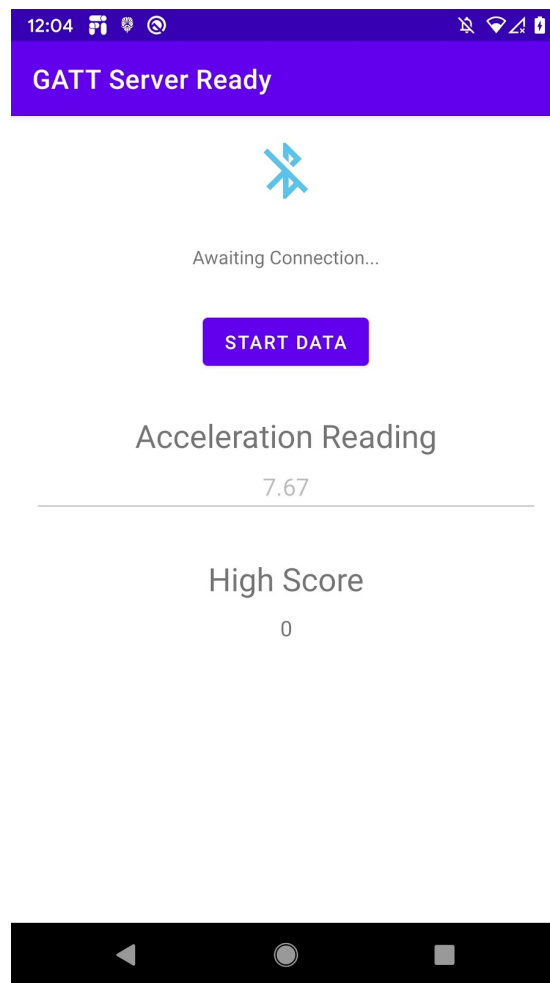 12:04
GATT Server Ready
Awaiting Connection...
START DATA
Acceleration Reading
7.67
High Score
0